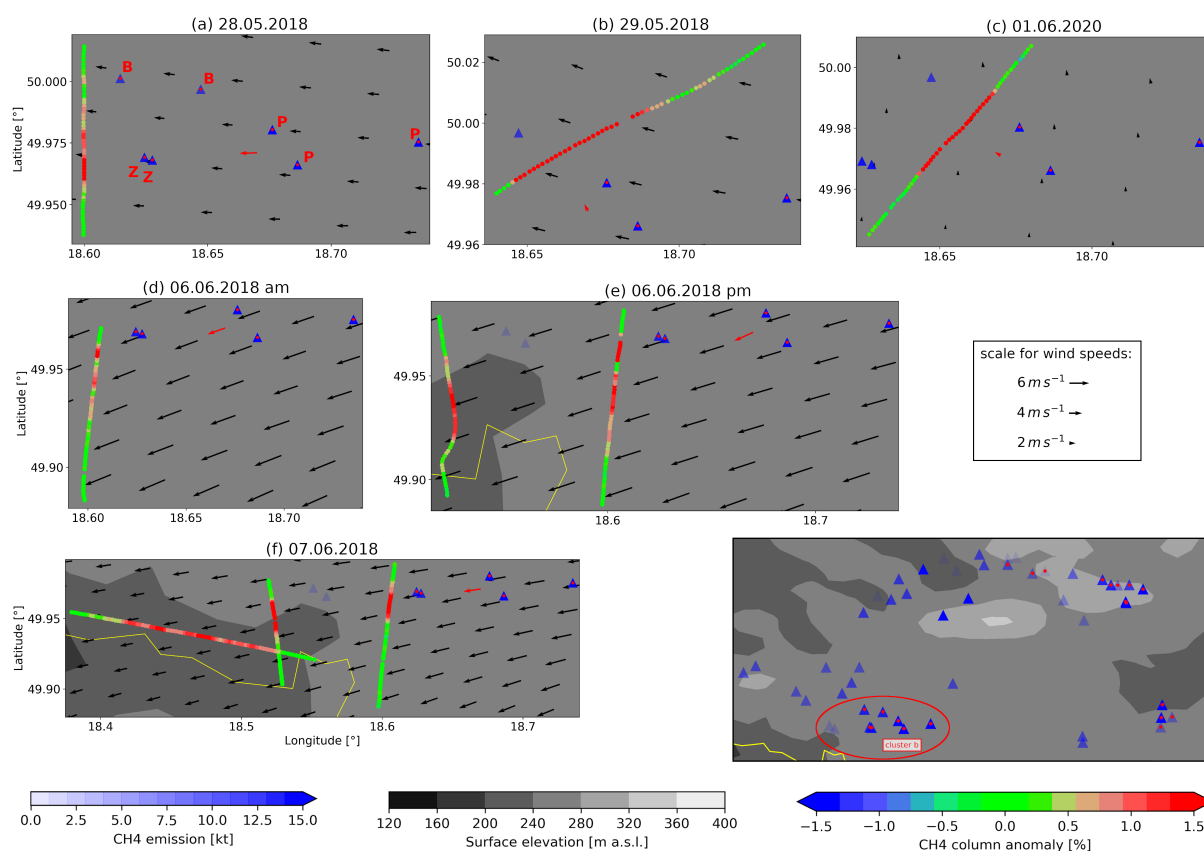 (a) 28.05.2018
(b) 29.05.2018
(c) 01.06.2020
Latitude [°]
50.000
49.975
49.950
18.60
18.65
18.70
B
B
P
P
P
Z
Z
50.02
50.00
49.98
49.96
18.65
18.70
50.00
49.98
49.96
18.65
18.70
(d) 06.06.2018 am
(e) 06.06.2018 pm
Latitude [°]
49.95
49.90
18.60
18.65
18.70
49.95
49.90
18.6
18.7
scale for wind speeds:
6 m s⁻¹
4 m s⁻¹
2 m s⁻¹
(f) 07.06.2018
Latitude [°]
49.95
49.90
18.4
18.5
18.6
18.7
Longitude [°]
cluster b
0.0 2.5 5.0 7.5 10.0 12.5 15.0
CH4 emission [kt]
120 160 200 240 280 320 360 400
Surface elevation [m a.s.l.]
−1.5 −1.0 −0.5 0.0 0.5 1.0 1.5
CH4 column anomaly [%]